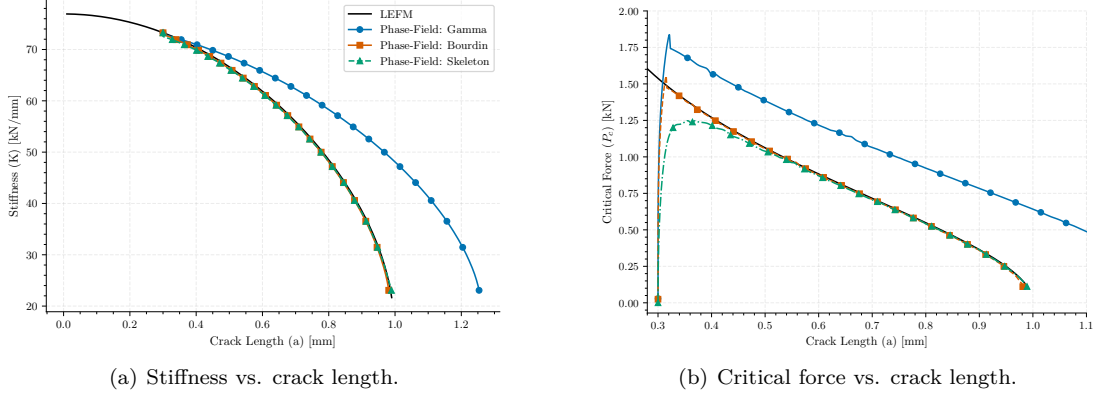 LEFM
Phase-Field: Gamma
Phase-Field: Bourdin
Phase-Field: Skeleton
Stiffness (K) [kN/mm]
70
60
50
40
30
20
0.0 0.2 0.4 0.6 0.8 1.0 1.2
Crack Length (a) [mm]
(a) Stiffness vs. crack length.
Critical Force (P_c) [kN]
2.00
1.75
1.50
1.25
1.00
0.75
0.50
0.25
0.00
0.3 0.4 0.5 0.6 0.7 0.8 0.9 1.0 1.1
Crack Length (a) [mm]
(b) Critical force vs. crack length.